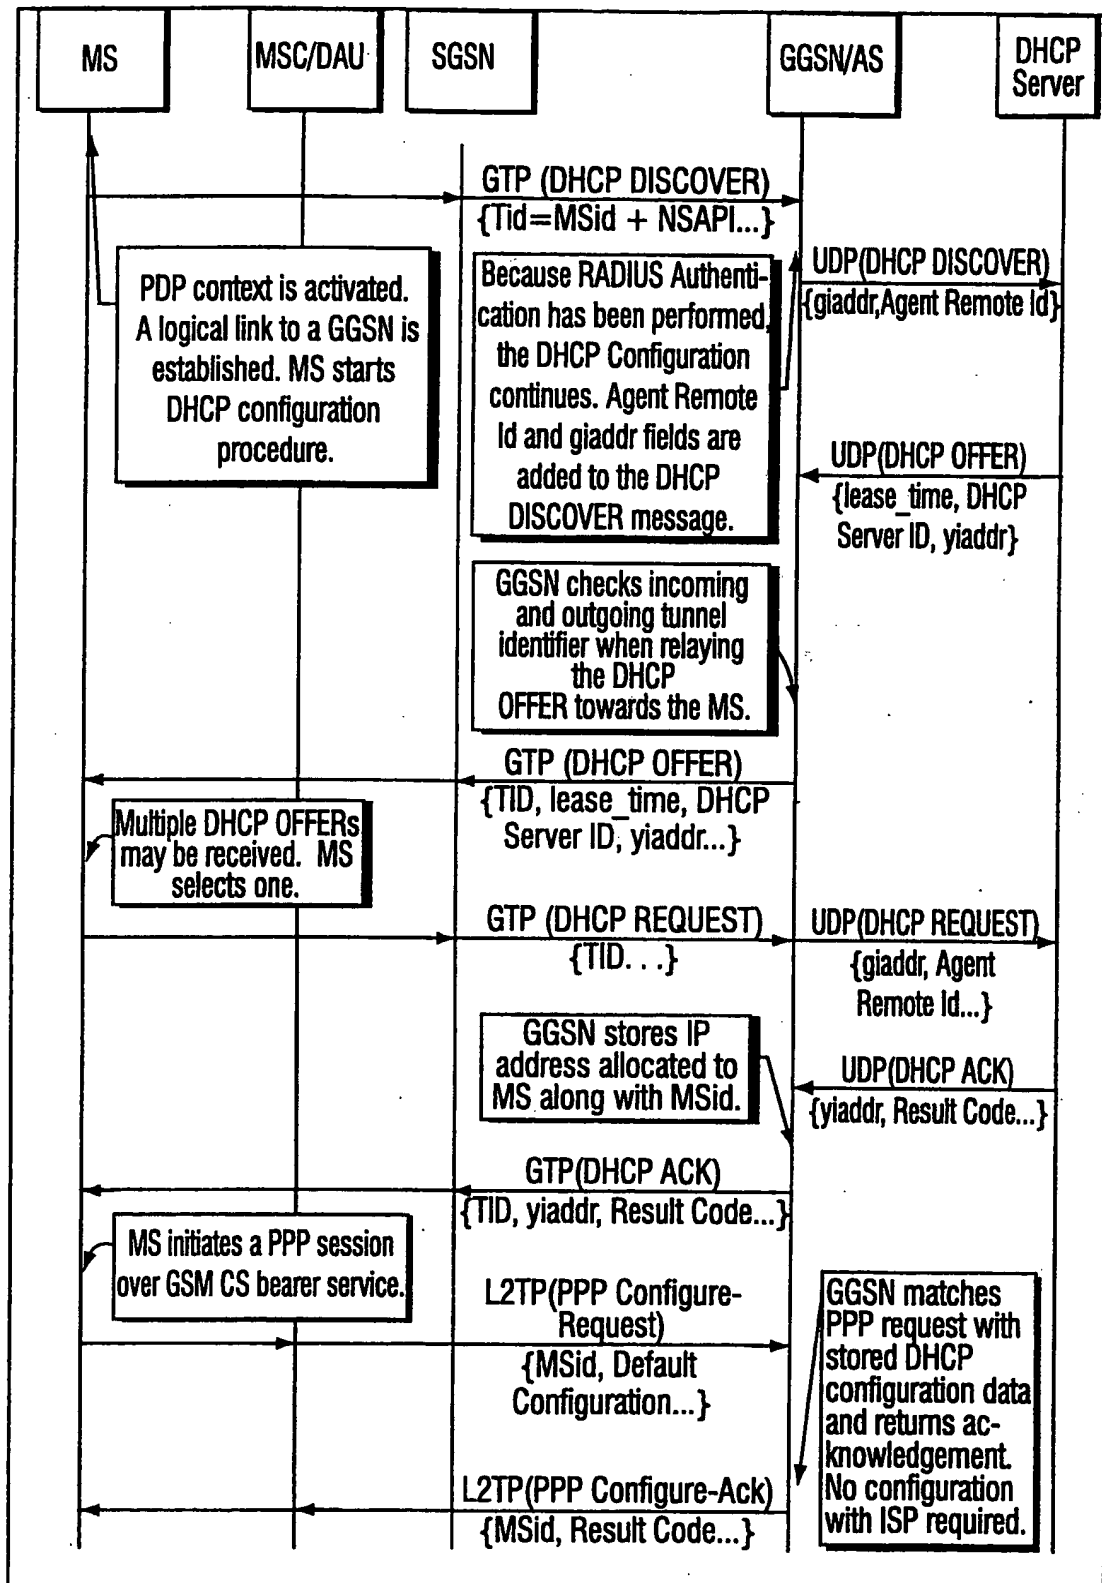 MS
MSC/DAU
SGSN
GGSN/AS
DHCP
Server
GTP (DHCP DISCOVER)
{Tid=MSid + NSAPI...}
PDP context is activated.
A logical link to a GGSN is
established. MS starts
DHCP configuration
procedure.
Because RADIUS Authenti-
cation has been performed,
the DHCP Configuration
continues. Agent Remote
Id and giaddr fields are
added to the DHCP
DISCOVER message.
UDP(DHCP DISCOVER)
{giaddr,Agent Remote Id}
UDP(DHCP OFFER)
{lease_time, DHCP
Server ID, yiaddr}
GGSN checks incoming
and outgoing tunnel
identifier when relaying
the DHCP
OFFER towards the MS.
GTP (DHCP OFFER)
{TID, lease_time, DHCP
Server ID, yiaddr...}
Multiple DHCP OFFERs
may be received. MS
selects one.
GTP (DHCP REQUEST)
{TID. . .}
UDP(DHCP REQUEST)
{giaddr, Agent
Remote Id...}
GGSN stores IP
address allocated to
MS along with MSid.
UDP(DHCP ACK)
{yiaddr, Result Code...}
GTP(DHCP ACK)
{TID, yiaddr, Result Code...}
MS initiates a PPP session
over GSM CS bearer service.
L2TP(PPP Configure-
Request)
{MSid, Default
Configuration...}
GGSN matches
PPP request with
stored DHCP
configuration data
and returns ac-
knowledgement.
No configuration
with ISP required.
L2TP(PPP Configure-Ack)
{MSid, Result Code...}